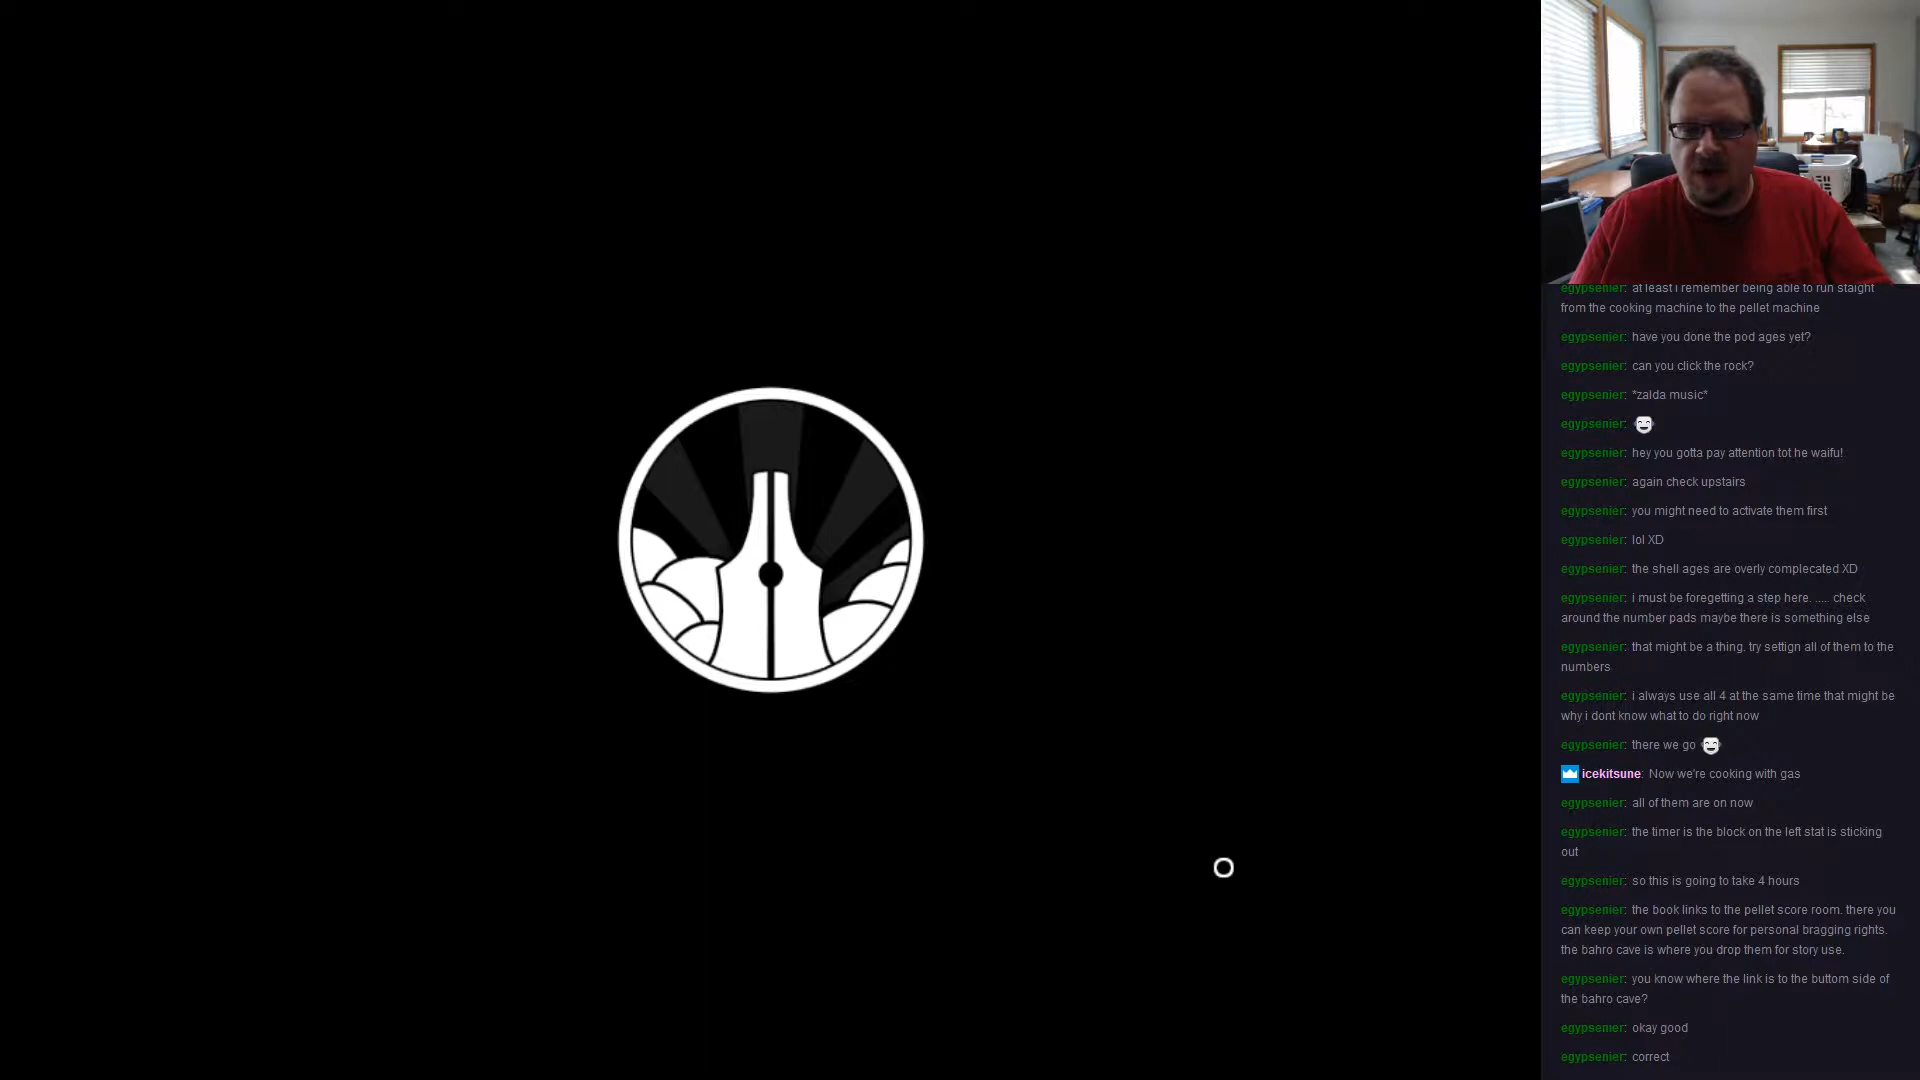 egypsenier: at least i remember being able to run staight
from the cooking machine to the pellet machine
egypsenier: have you done the pod ages yet?
egypsenier: can you click the rock?
egypsenier: *zalda music*
egypsenier:
egypsenier: hey you gotta pay attention tot he waifu!
egypsenier: again check upstairs
egypsenier: you might need to activate them first
egypsenier: lol XD
egypsenier: the shell ages are overly complecated XD
egypsenier: i must be foregetting a step here. ..... check
around the number pads maybe there is something else
egypsenier: that might be a thing. try settign all of them to the
numbers
egypsenier: i always use all 4 at the same time that might be
why i dont know what to do right now
egypsenier: there we go
icekitsune: Now we're cooking with gas
egypsenier: all of them are on now
egypsenier: the timer is the block on the left stat is sticking
out
egypsenier: so this is going to take 4 hours
egypsenier: the book links to the pellet score room. there you
can keep your own pellet score for personal bragging rights.
the bahro cave is where you drop them for story use.
egypsenier: you know where the link is to the buttom side of
the bahro cave?
egypsenier: okay good
egypsenier: correct